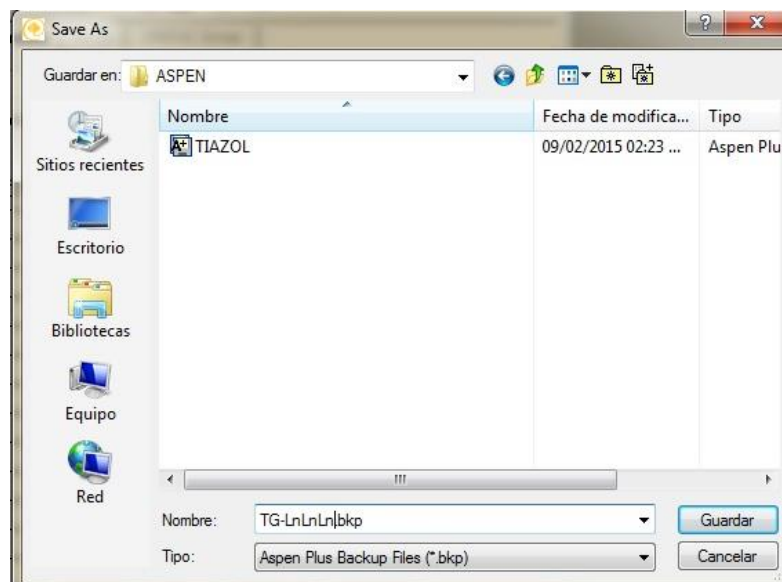 Save As
Guardar en: ASPEN
Nombre Fecha de modifica... Tipo
TIAZOL 09/02/2015 02:23 ... Aspen Plu
Sitios recientes
Escritorio
Bibliotecas
Equipo
Red
Nombre: TG-LnLnLn.bkp Guardar
Tipo: Aspen Plus Backup Files (*.bkp) Cancelar